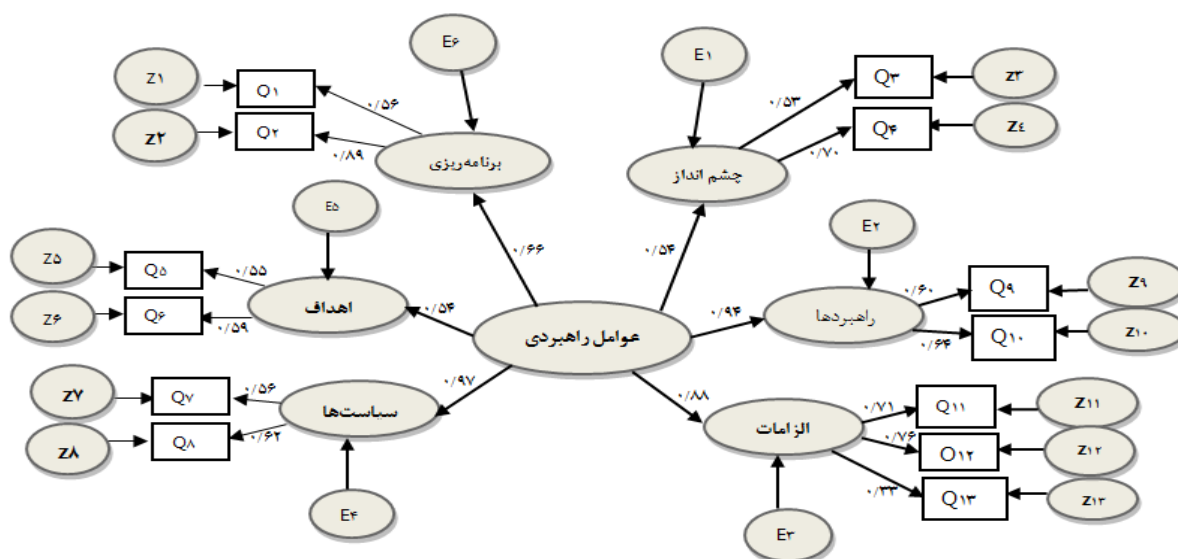 E۶
E۱
Z۱
Q۱
۰/۵۶
Z۲
Q۲
۰/۸۹
برنامه‌ریزی
۰/۶۶
z۳
Q۳
۰/۵۳
Z٤
Q۴
۰/۷۰
چشم انداز
۰/۵۴
E۵
Z۵
Q۵
۰/۵۵
Z۶
Q۶
۰/۵۹
اهداف
۰/۵۴
E۲
Z۹
Q۹
۰/۶۰
z۱۰
Q۱۰
۰/۶۴
راهبردها
۰/۹۴
عوامل راهبردی
z۷
Q۷
۰/۵۶
z۸
Q۸
۰/۶۲
سیاست‌ها
۰/۹۷
E۴
z۱۱
Q۱۱
۰/۷۱
z۱۲
O۱۲
۰/۷۶
z۱۳
Q۱۳
۰/۳۳
الزامات
۰/۸۸
E۳